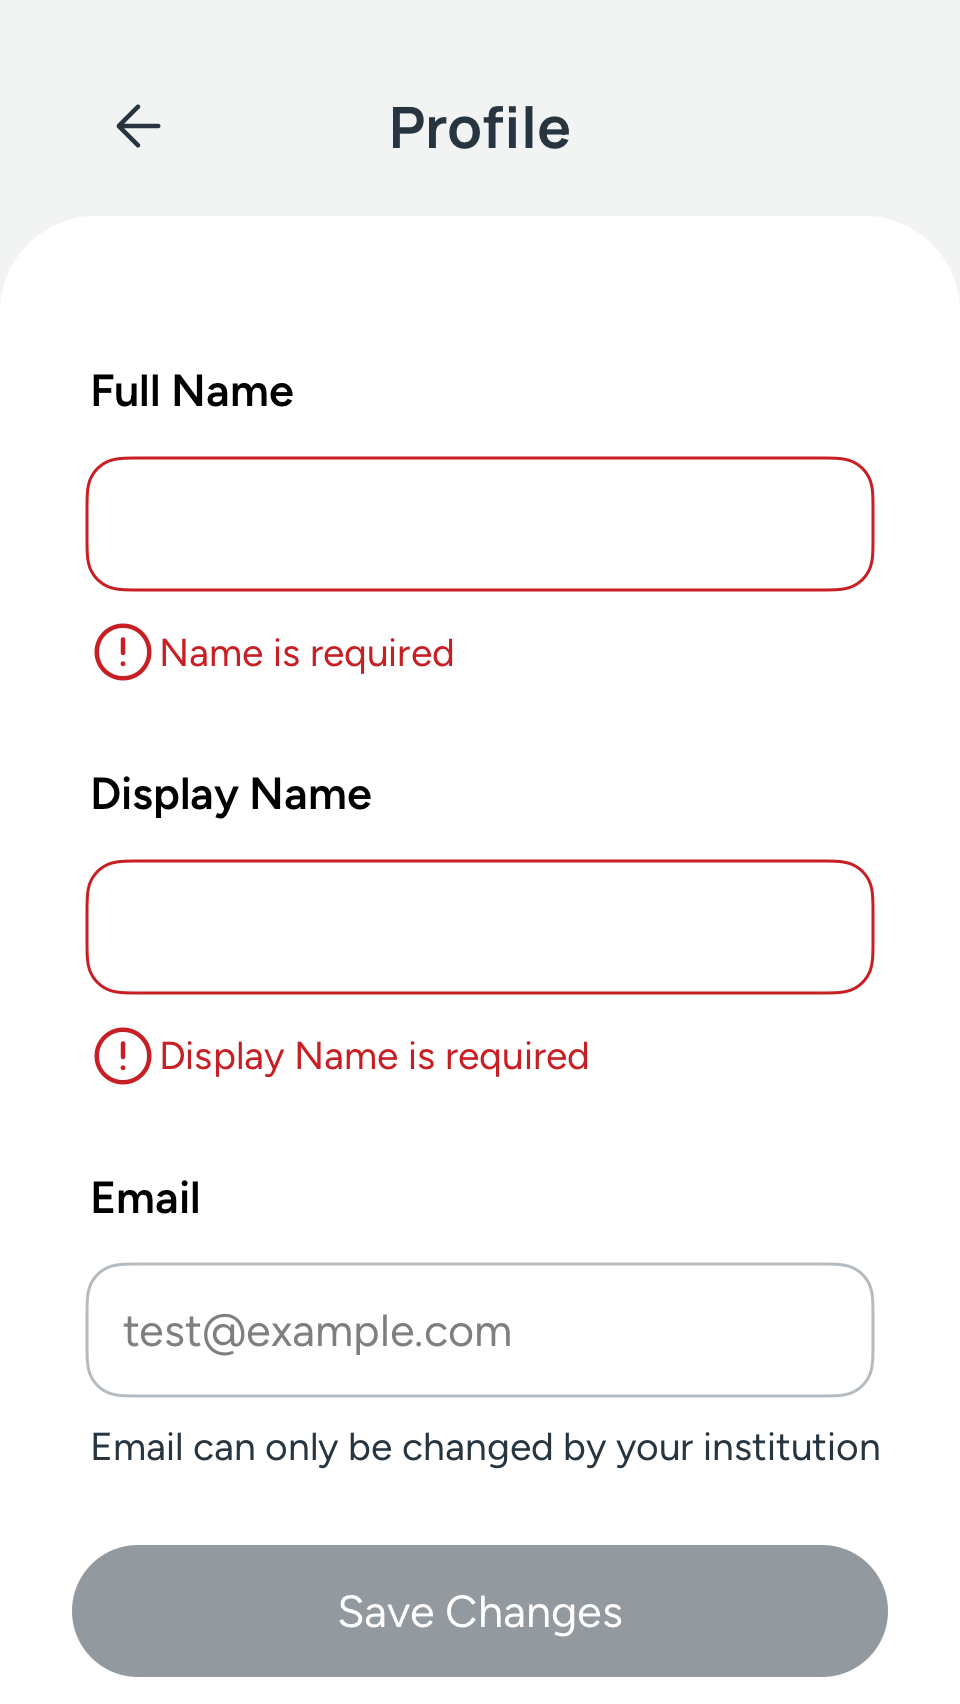 Profile
Full Name
Name is required
Display Name
Display Name is required
Email
test@example.com
Email can only be changed by your institution
Save Changes